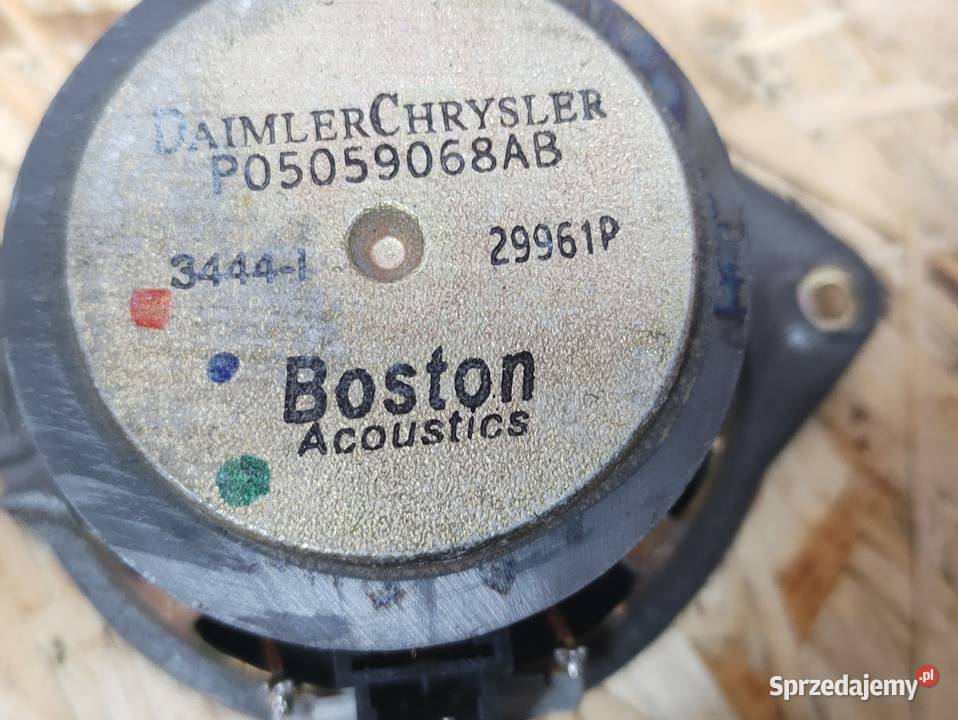 DAIMLERCHRYSLER
P05059068AB
3444-1
29961P
Boston
Acoustics
Sprzedajemy.pl